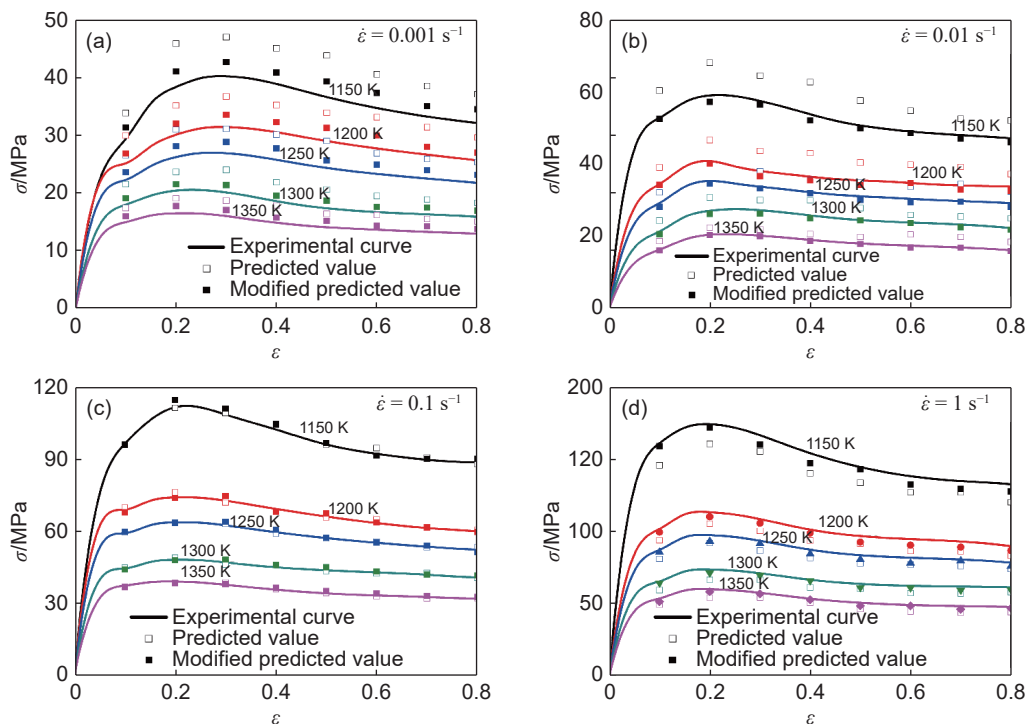 (a)
ε̇ = 0.001 s⁻¹
50
40
30
20
10
0
σ/MPa
1150 K
1200 K
1250 K
1300 K
1350 K
Experimental curve
Predicted value
Modified predicted value
0 0.2 0.4 0.6 0.8
ε
(b)
ε̇ = 0.01 s⁻¹
80
60
40
20
0
σ/MPa
1150 K
1200 K
1250 K
1300 K
1350 K
Experimental curve
Predicted value
Modified predicted value
0 0.2 0.4 0.6 0.8
ε
(c)
ε̇ = 0.1 s⁻¹
120
90
60
30
0
σ/MPa
1150 K
1200 K
1250 K
1300 K
1350 K
Experimental curve
Predicted value
Modified predicted value
0 0.2 0.4 0.6 0.8
ε
(d)
ε̇ = 1 s⁻¹
200
120
100
50
0
σ/MPa
1150 K
1200 K
1250 K
1300 K
1350 K
Experimental curve
Predicted value
Modified predicted value
0 0.2 0.4 0.6 0.8
ε